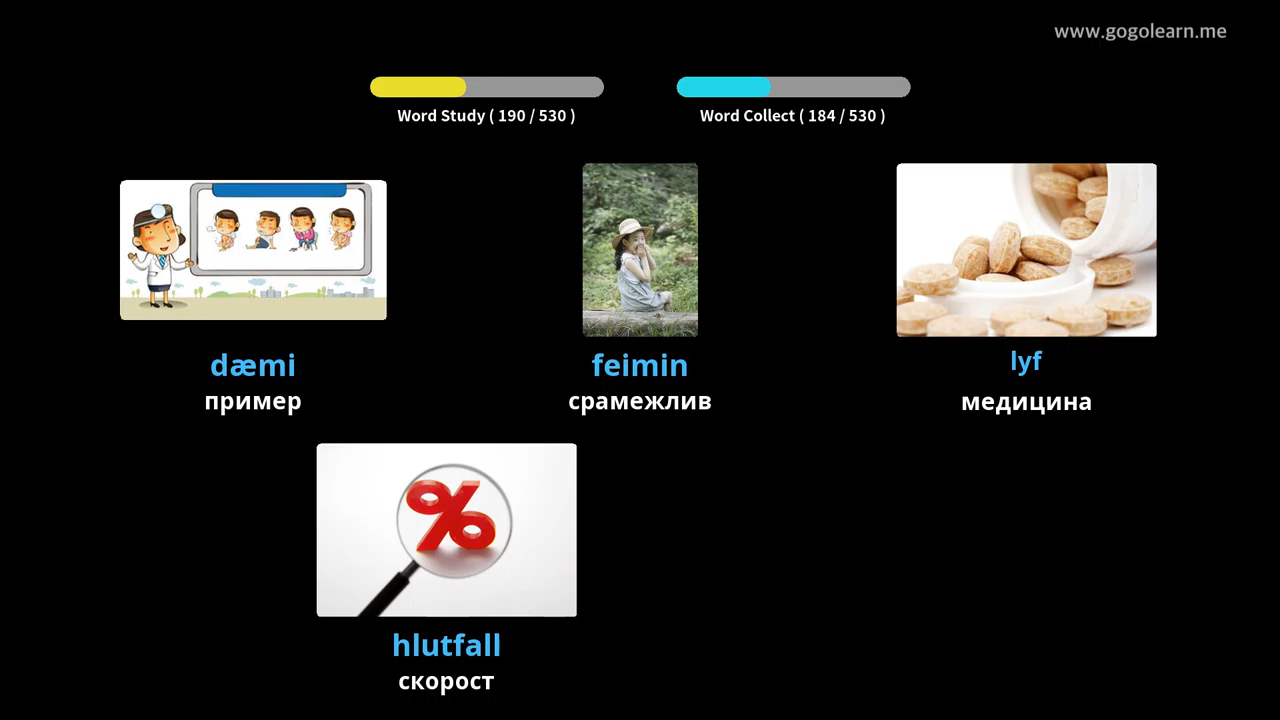 www.gogolearn.me
Word Study ( 190 / 530 )
Word Collect ( 184 / 530 )
dæmi
пример
feimin
срамежлив
lyf
медицина
hlutfall
скорост